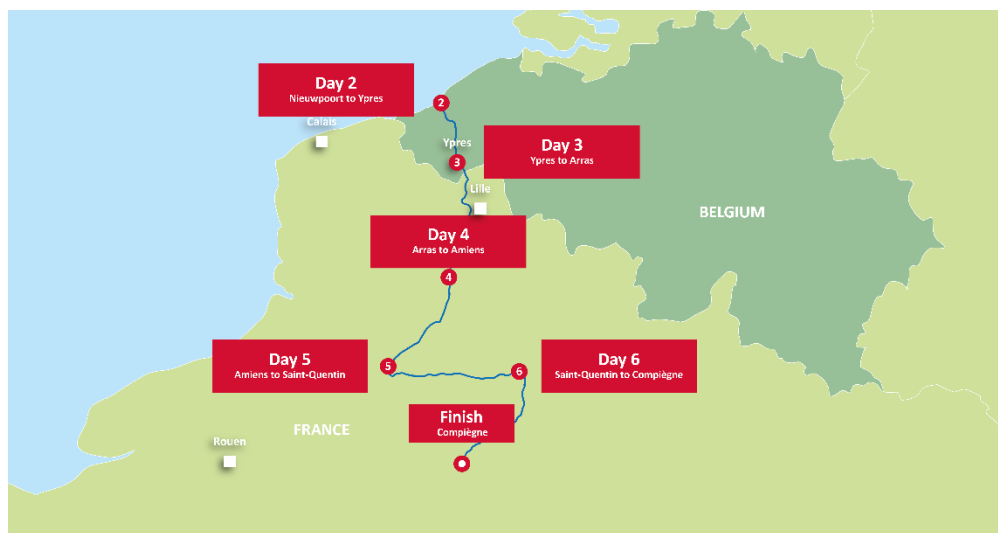 Day 2
Nieuwpoort to Ypres
2
Calais
Ypres
3
Day 3
Ypres to Arras
Lille
BELGIUM
Day 4
Arras to Amiens
4
Day 5
Amiens to Saint-Quentin
5
6
Day 6
Saint-Quentin to Compiègne
Finish
Compiègne
FRANCE
Rouen